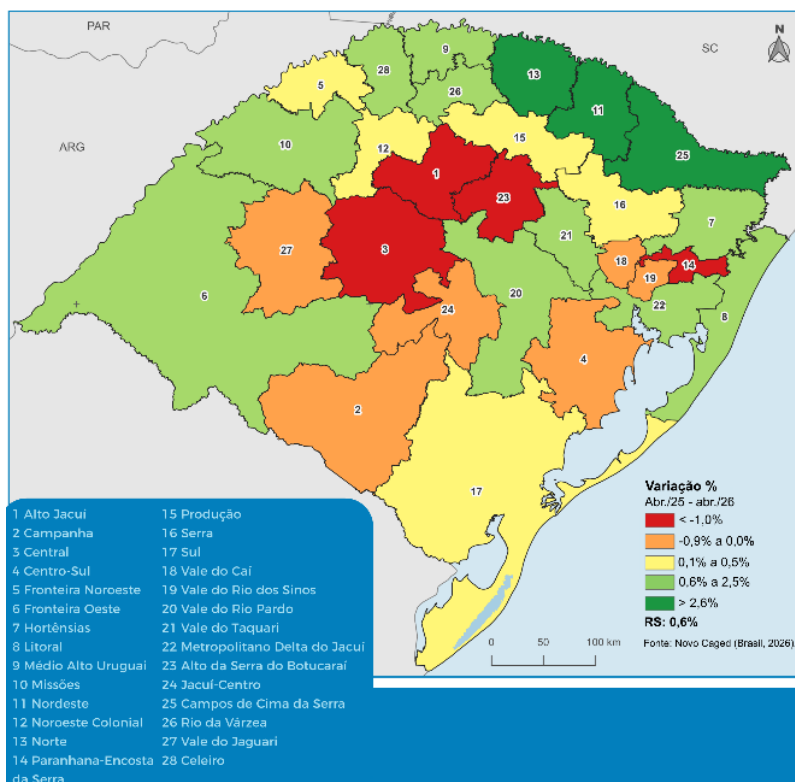 PAR
SC
N
ARG
9
28
13
5
26
11
15
10
12
25
1
23
16
7
21
3
27
18
14
19
20
6
22
24
8
4
2
17
Variação %
Abr./25 - abr./26
< -1,0%
-0,9% a 0,0%
0,1% a 0,5%
0,6% a 2,5%
> 2,6%
RS: 0,6%
Fonte: Novo Caged (Brasil, 2026).
0 50 100 km
1 Alto Jacuí
2 Campanha
3 Central
4 Centro-Sul
5 Fronteira Noroeste
6 Fronteira Oeste
7 Hortênsias
8 Litoral
9 Médio Alto Uruguai
10 Missões
11 Nordeste
12 Noroeste Colonial
13 Norte
14 Paranhana-Encosta
da Serra
15 Produção
16 Serra
17 Sul
18 Vale do Caí
19 Vale do Rio dos Sinos
20 Vale do Rio Pardo
21 Vale do Taquari
22 Metropolitano Delta do Jacuí
23 Alto da Serra do Botucaraí
24 Jacuí-Centro
25 Campos de Cima da Serra
26 Rio da Várzea
27 Vale do Jaguari
28 Celeiro